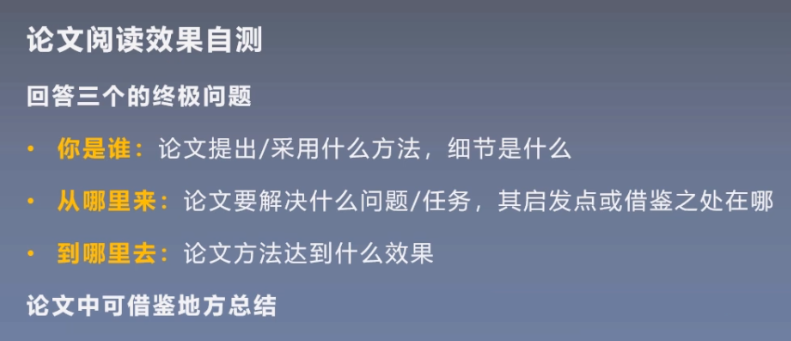 论文阅读效果自测
回答三个的终极问题
• 你是谁：论文提出/采用什么方法，细节是什么
• 从哪里来：论文要解决什么问题/任务，其启发点或借鉴之处在哪
• 到哪里去：论文方法达到什么效果
论文中可借鉴地方总结